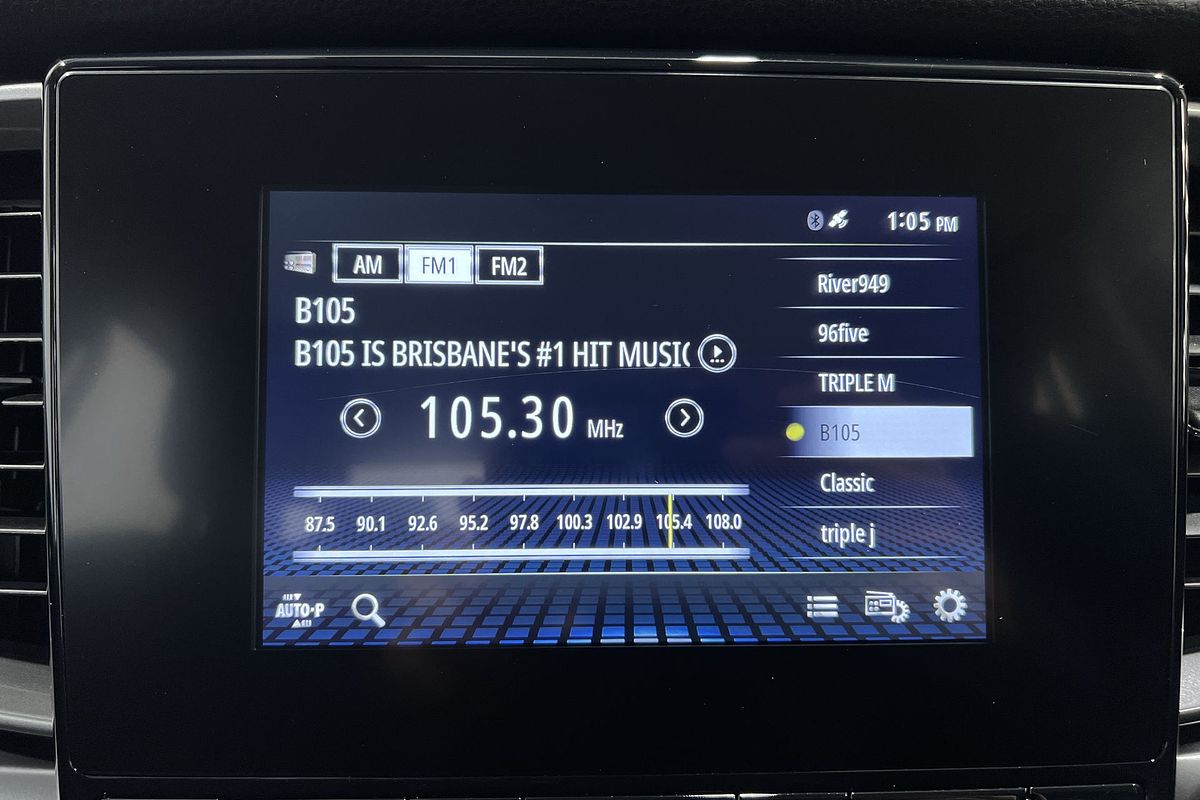 1:05 PM
AM FM1 FM2
B105
B105 IS BRISBANE'S #1 HIT MUSIC
105.30 MHz
87.5 90.1 92.6 95.2 97.8 100.3 102.9 105.4 108.0
AUTO·P
River949
96five
TRIPLE M
B105
Classic
triple j